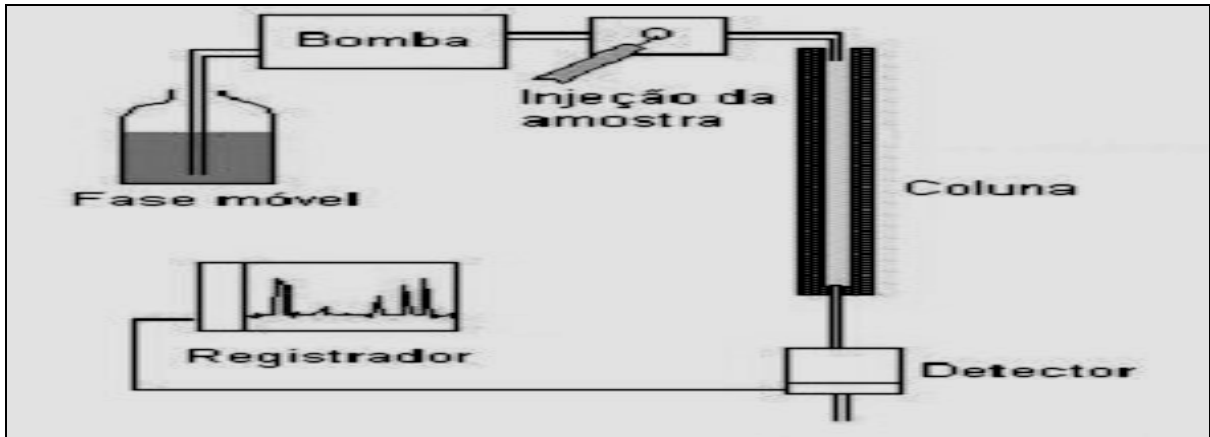 Bomba
Injeção da
amostra
Fase móvel
Coluna
Registrador
Detector